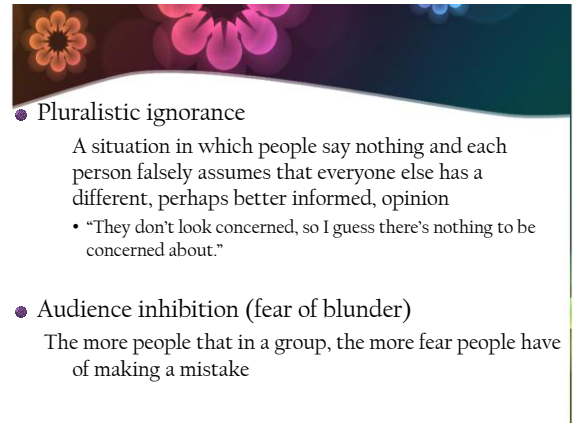 Pluralistic ignorance
A situation in which people say nothing and each
person falsely assumes that everyone else has a
different, perhaps better informed, opinion
• “They don’t look concerned, so I guess there’s nothing to be
concerned about.”
Audience inhibition (fear of blunder)
The more people that in a group, the more fear people have
of making a mistake